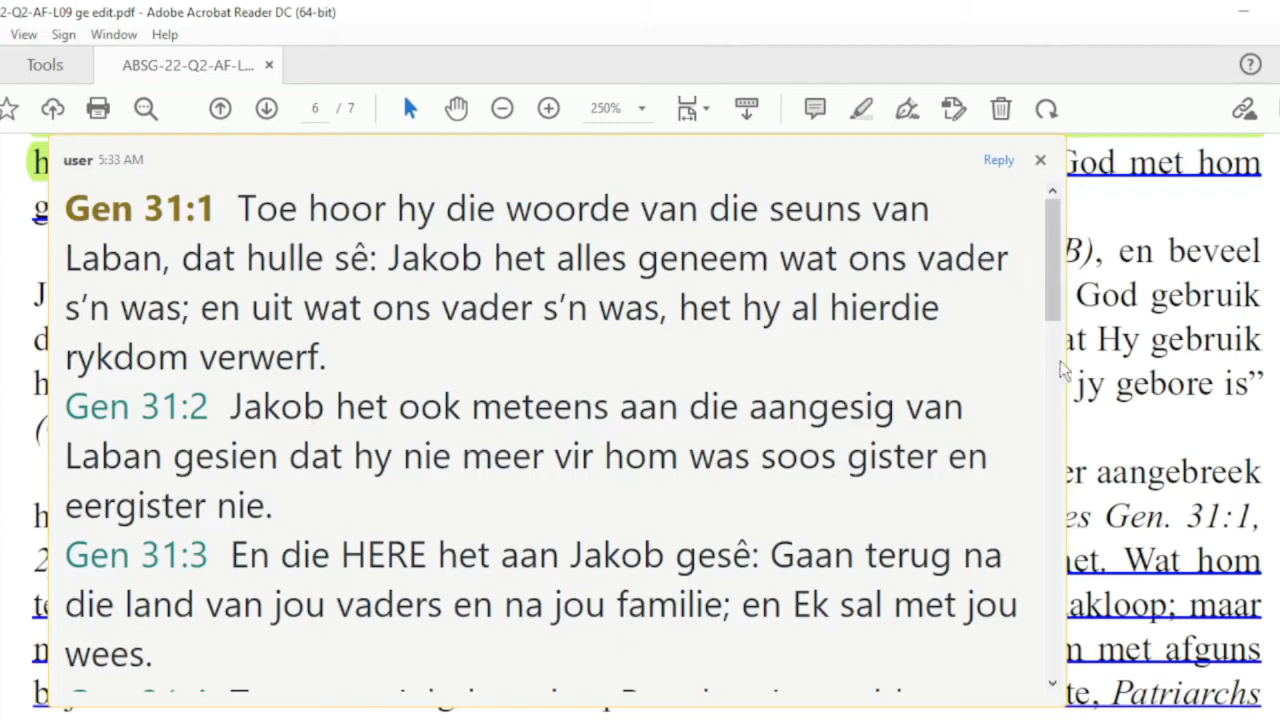 2-Q2-AF-L09 ge edit.pdf - Adobe Acrobat Reader DC (64-bit)
View Sign Window Help
Tools ABSG-22-Q2-AF-L... ×
6 / 7 250%
user 5:33 AM Reply
Gen 31:1 Toe hoor hy die woorde van die seuns van
Laban, dat hulle sê: Jakob het alles geneem wat ons vader
s’n was; en uit wat ons vader s’n was, het hy al hierdie
rykdom verwerf.
Gen 31:2 Jakob het ook meteens aan die aangesig van
Laban gesien dat hy nie meer vir hom was soos gister en
eergister nie.
Gen 31:3 En die HERE het aan Jakob gesê: Gaan terug na
die land van jou vaders en na jou familie; en Ek sal met jou
wees.
God met hom
B), en beveel
God gebruik
at Hy gebruik
jy gebore is”
er aangebreek
es Gen. 31:1,
het. Wat hom
akloop; maar
m met afguns
te, Patriarchs